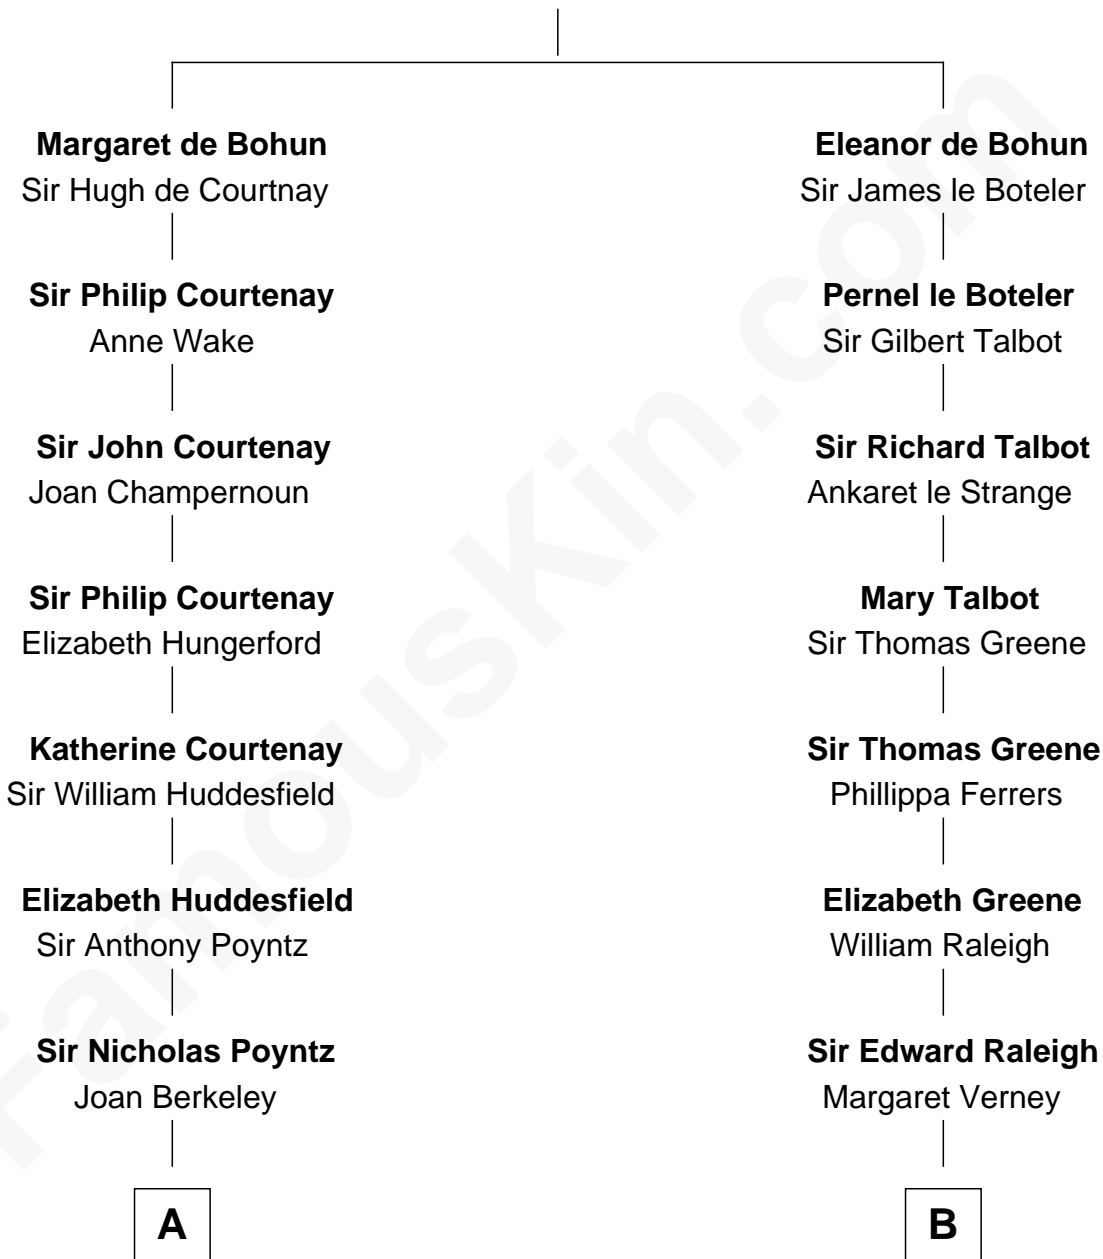 Margaret de Bohun
Sir Hugh de Courtnay
Eleanor de Bohun
Sir James le Boteler
Sir Philip Courtenay
Anne Wake
Pernel le Boteler
Sir Gilbert Talbot
Sir John Courtenay
Joan Champernoun
Sir Richard Talbot
Ankaret le Strange
Sir Philip Courtenay
Elizabeth Hungerford
Mary Talbot
Sir Thomas Greene
Katherine Courtenay
Sir William Huddesfield
Sir Thomas Greene
Phillippa Ferrers
Elizabeth Huddesfield
Sir Anthony Poyntz
Elizabeth Greene
William Raleigh
Sir Nicholas Poyntz
Joan Berkeley
Sir Edward Raleigh
Margaret Verney
A
B
FamousKin.com